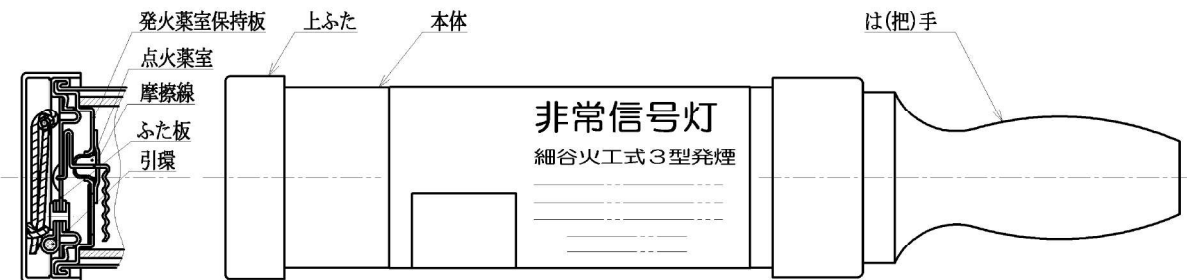 発火薬室保持板
点火薬室
摩擦線
ふた板
引環
上ふた
本体
は(把)手
非常信号灯
細谷火工式3型発煙